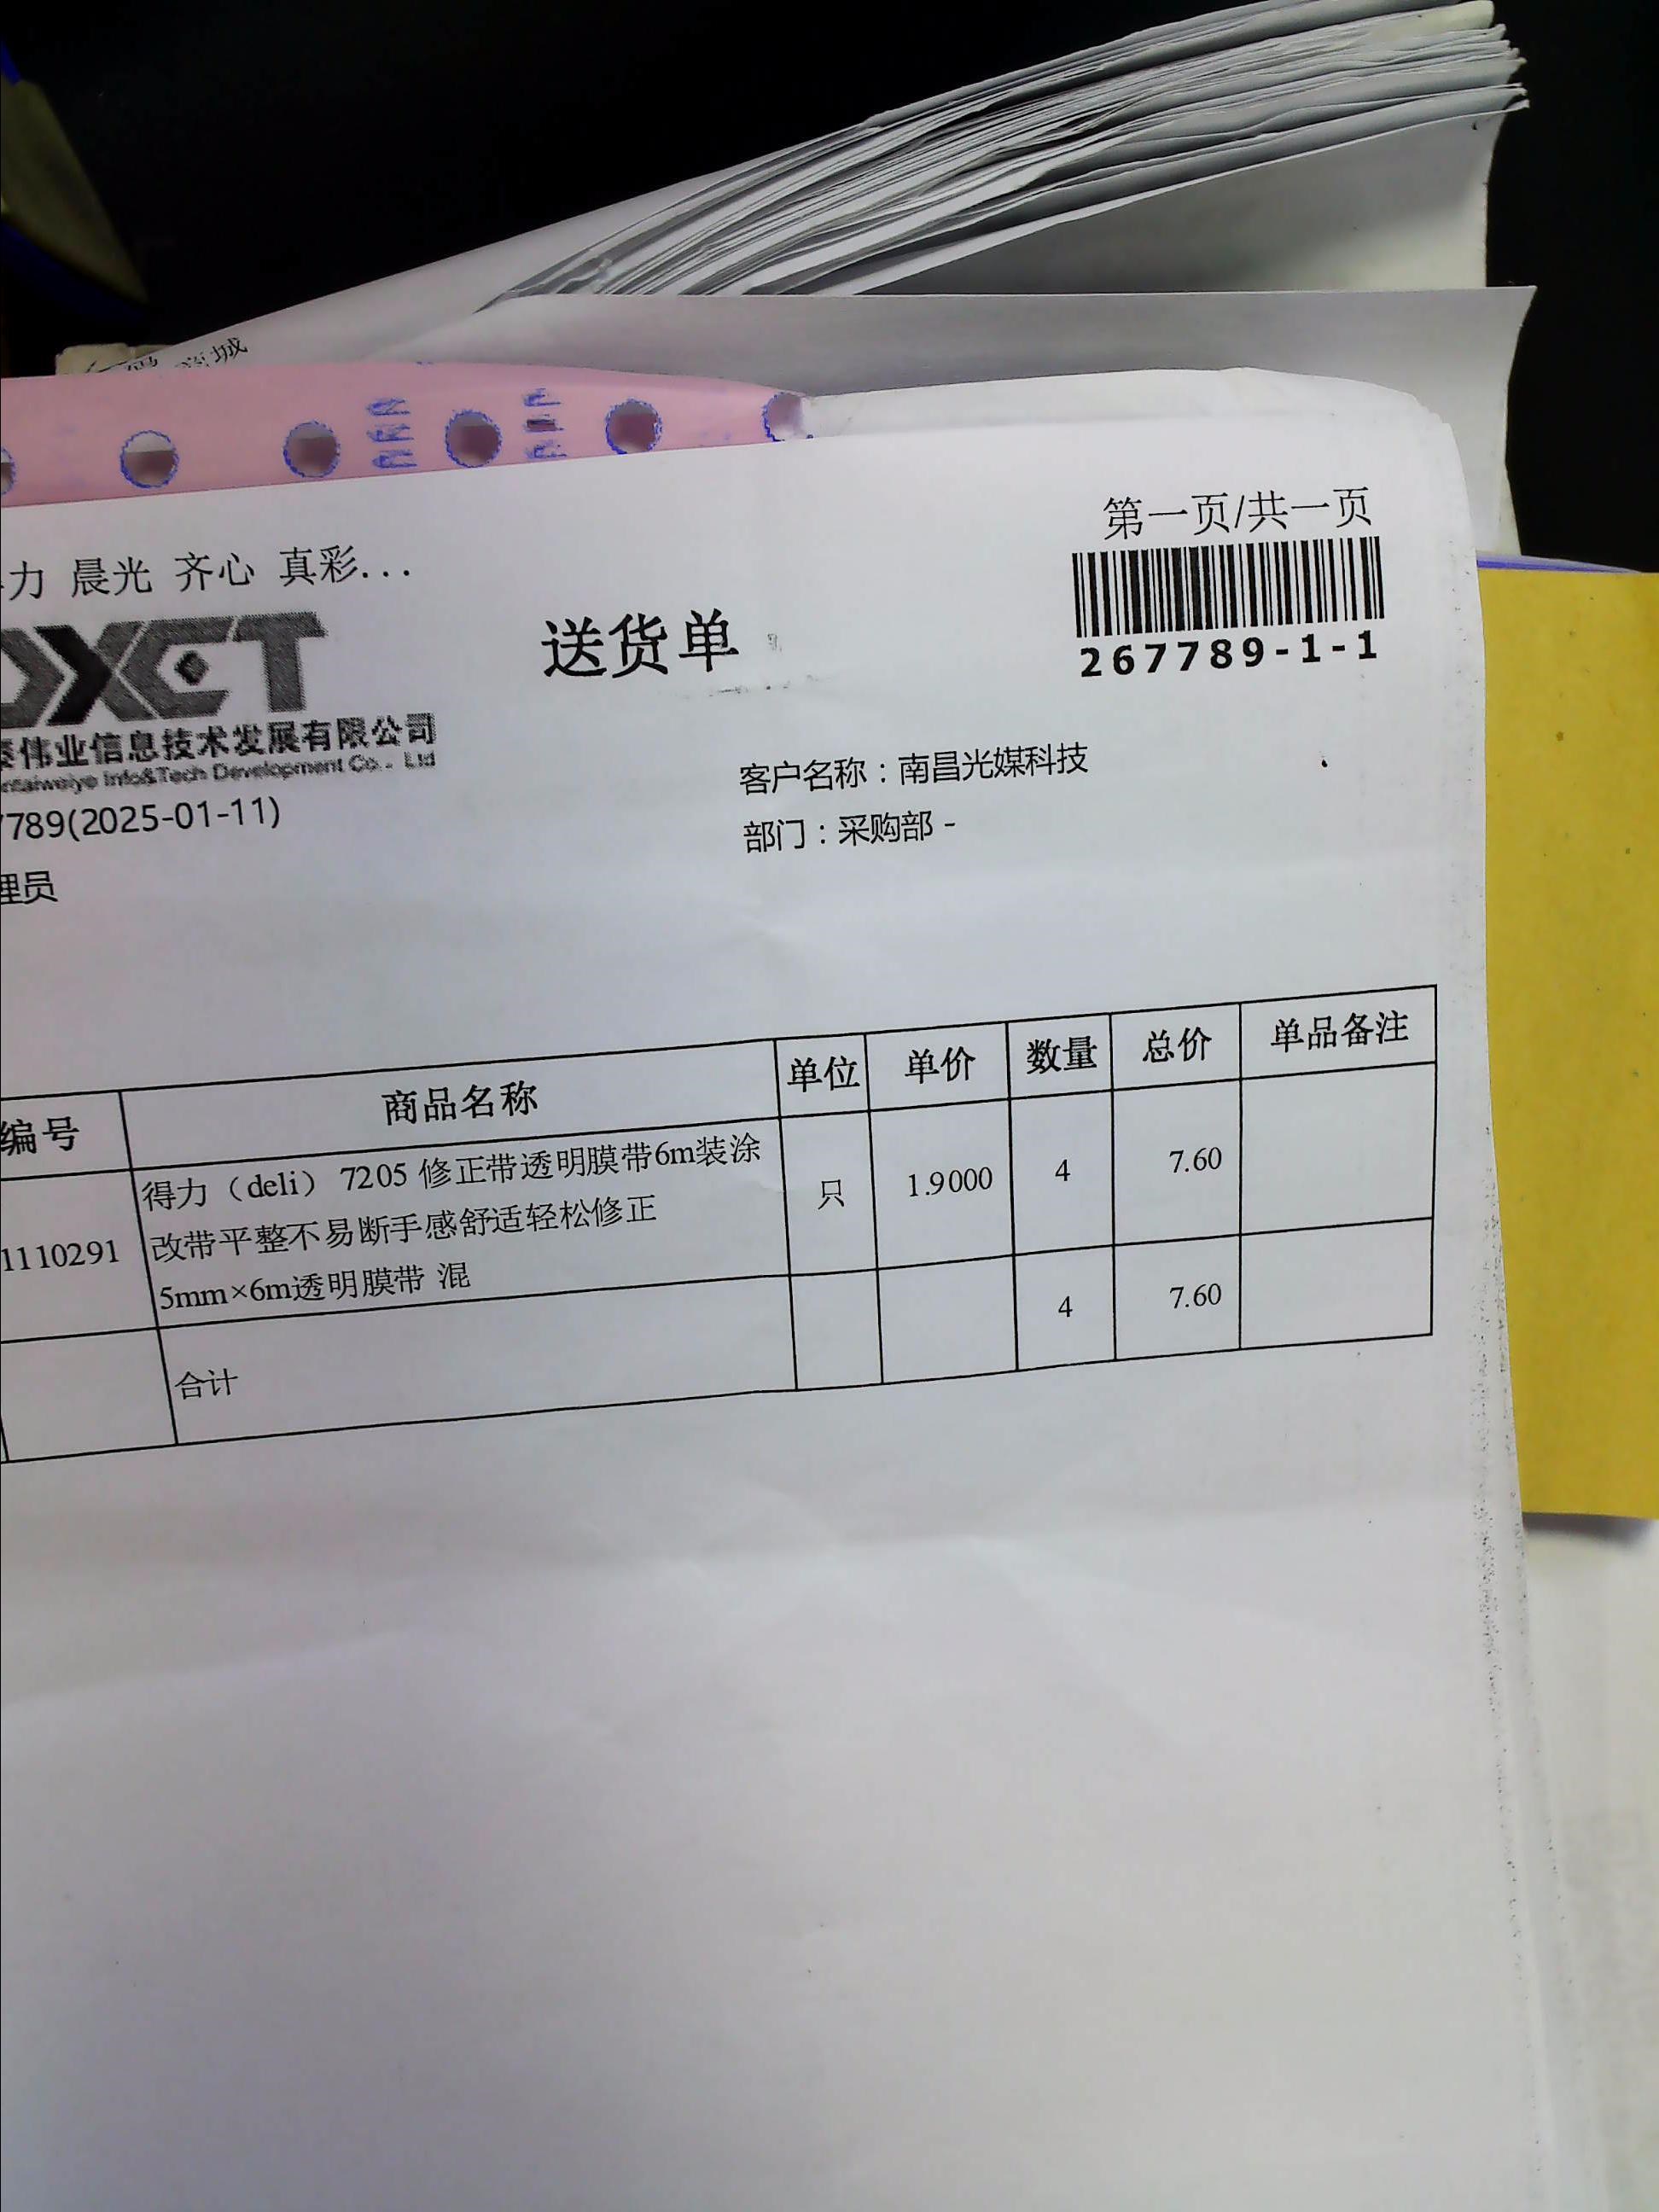 商城
第一页/共一页
力 晨光 齐心 真彩...
送货单
267789-1-1
泰伟业信息技术发展有限公司
ntaiweiye Info&Tech Development Co., Ltd
客户名称：南昌光媒科技
7789(2025-01-11)
部门：采购部 -
理员
编号 商品名称 单位 单价 数量 总价 单品备注
1110291 得力（deli） 7205 修正带透明膜带6m装涂 只 1.9000 4 7.60
改带平整不易断手感舒适轻松修正
5mm×6m透明膜带 混
合计 4 7.60